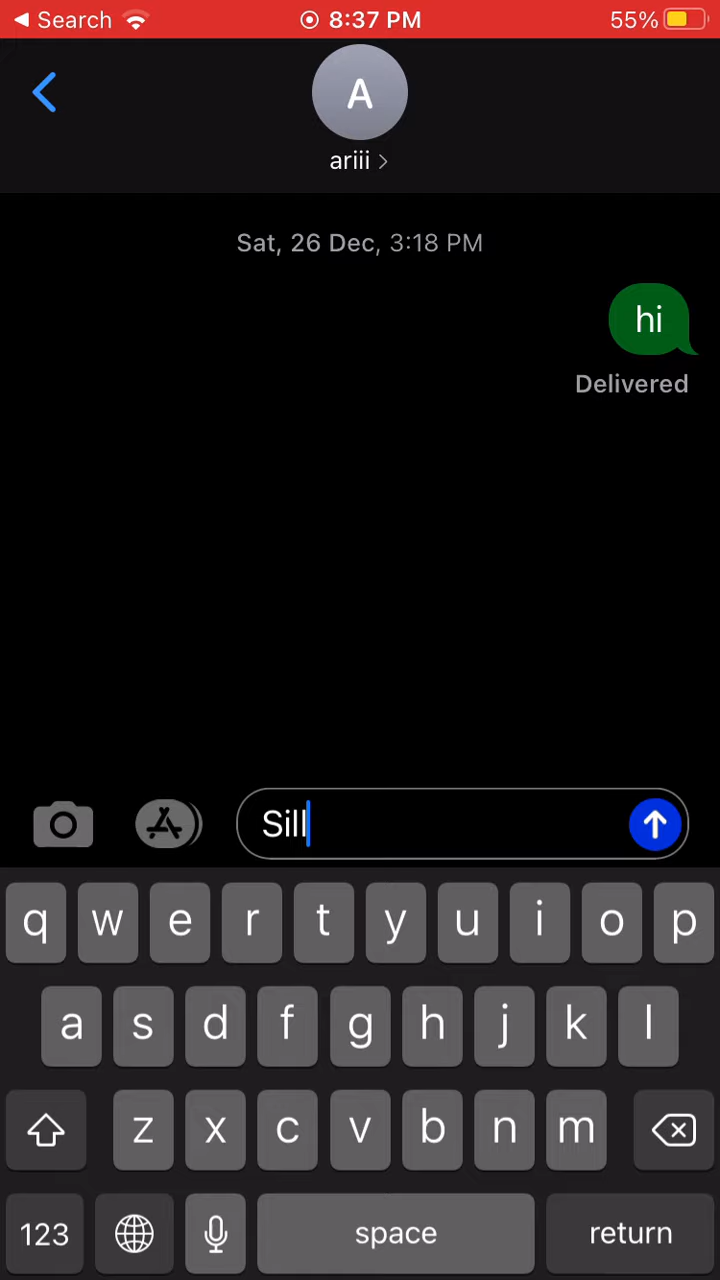 Search 8:37 PM 55%
A
ariii
Sat, 26 Dec, 3:18 PM
hi
Delivered
Sill
q w e r t y u i o p
a s d f g h j k l
z x c v b n m
123 space return